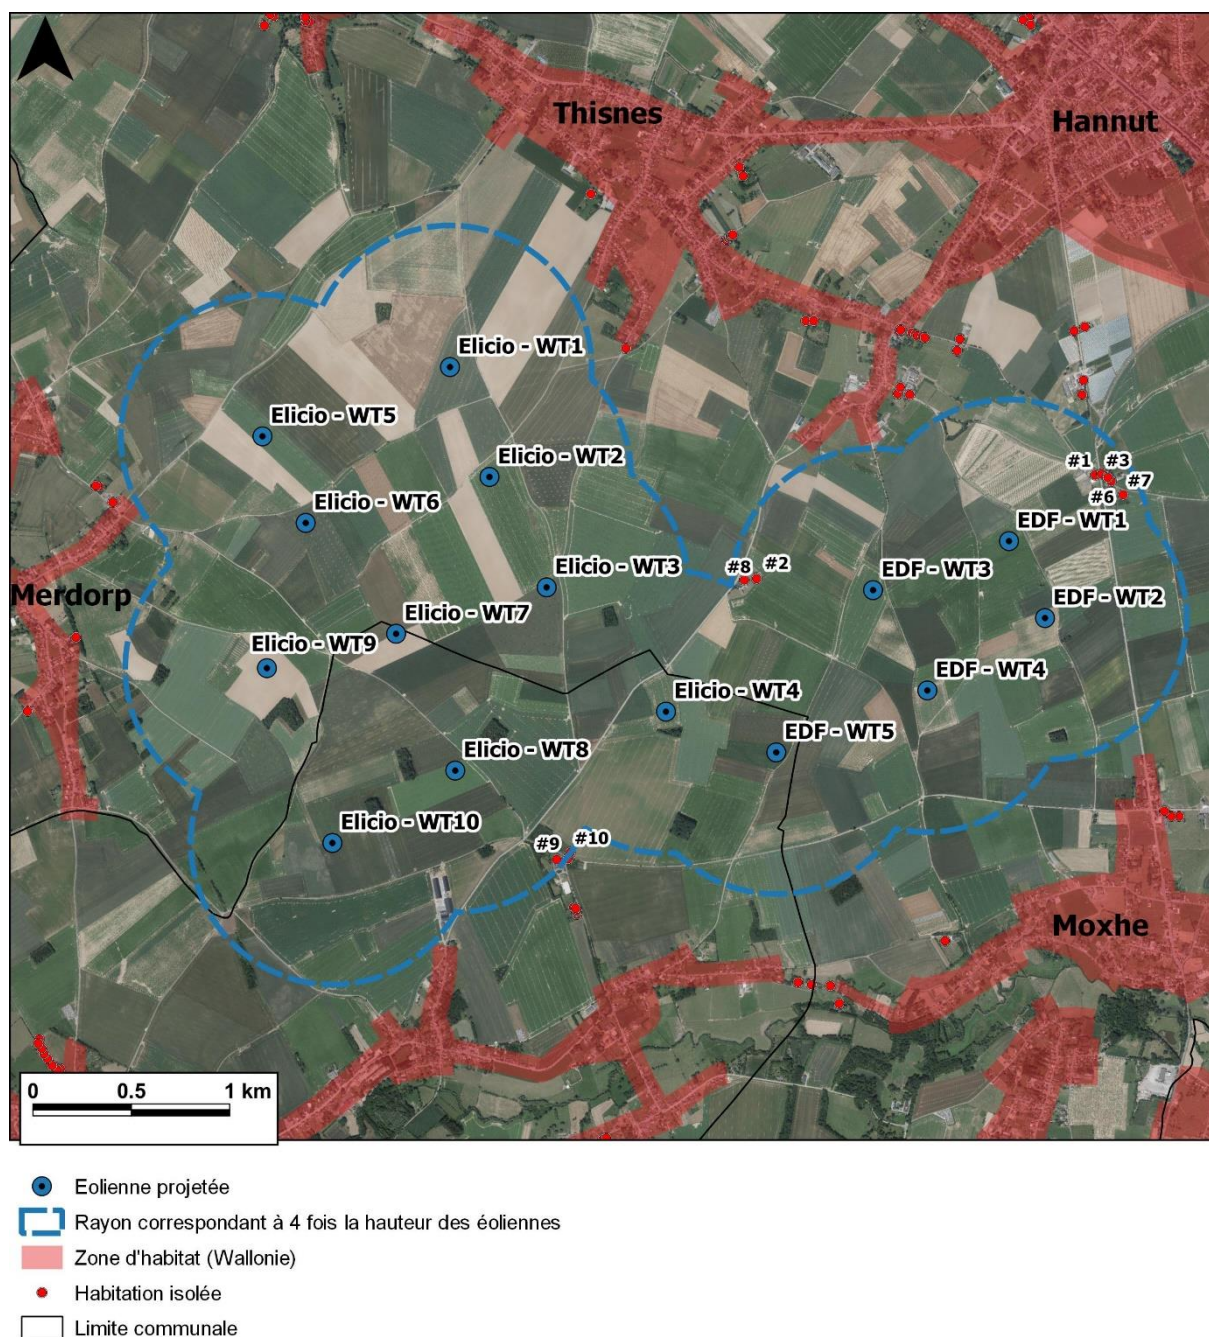 Thisnes
Hannut
Elicio - WT1
Elicio - WT5
Elicio - WT2
#1
#3
#7
#6
Elicio - WT6
EDF - WT1
Elicio - WT3
#8
#2
EDF - WT3
Merdorp
EDF - WT2
Elicio - WT7
Elicio - WT9
EDF - WT4
Elicio - WT4
Elicio - WT8
EDF - WT5
Elicio - WT10
#9
#10
Moxhe
0 0.5 1 km
Eolienne projetée
Rayon correspondant à 4 fois la hauteur des éoliennes
Zone d'habitat (Wallonie)
Habitation isolée
Limite communale